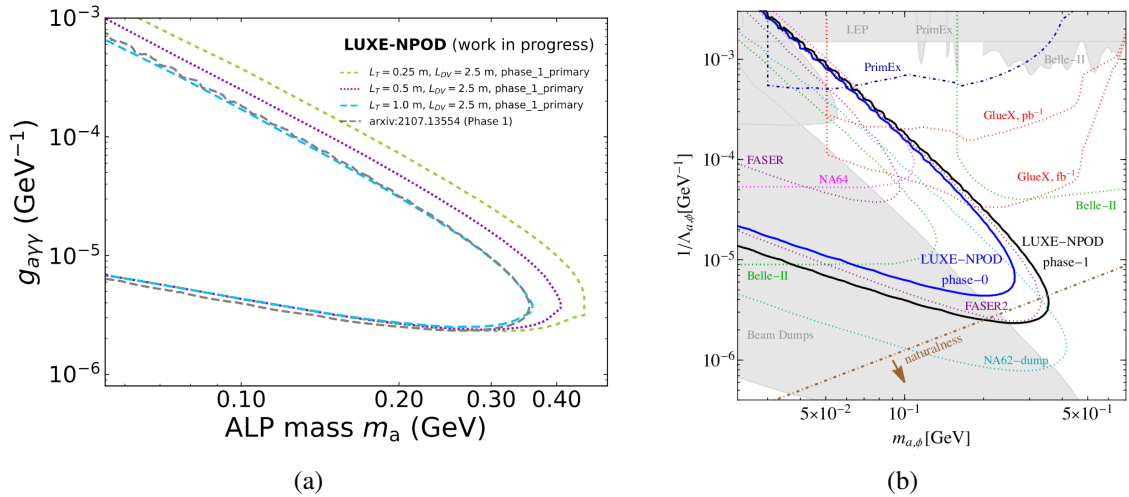 LUXE-NPOD (work in progress)
L_T = 0.25 m, L_DV = 2.5 m, phase_1_primary
L_T = 0.5 m, L_DV = 2.5 m, phase_1_primary
L_T = 1.0 m, L_DV = 2.5 m, phase_1_primary
arxiv:2107.13554 (Phase 1)
g_aγγ (GeV⁻¹)
10⁻³
10⁻⁴
10⁻⁵
10⁻⁶
0.10
0.20
0.30
0.40
ALP mass m_a (GeV)
(a)
LEP
PrimEx
PrimEx
Belle-II
GlueX, pb⁻¹
FASER
NA64
GlueX, fb⁻¹
Belle-II
LUXE-NPOD
phase-1
LUXE-NPOD
phase-0
Belle-II
FASER2
Beam Dumps
naturalness
NA62-dump
1/Λ_a,ϕ[GeV⁻¹]
10⁻³
10⁻⁴
10⁻⁵
10⁻⁶
5×10⁻²
10⁻¹
5×10⁻¹
m_a,ϕ[GeV]
(b)